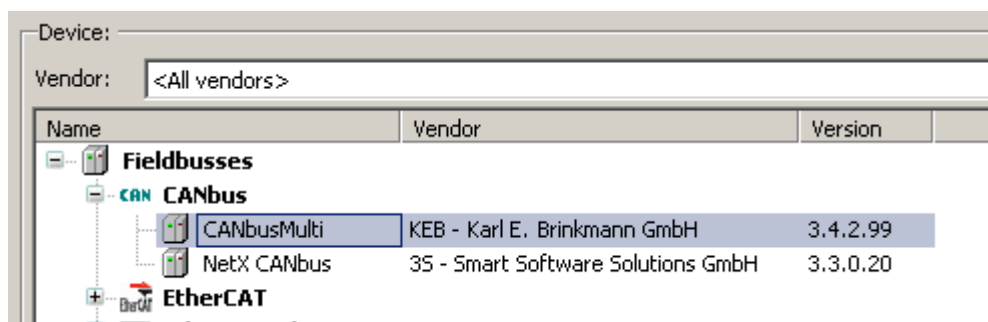 Device:
Vendor: <All vendors>
Name Vendor Version
Fieldbusses
CAN CANbus
CANbusMulti KEB - Karl E. Brinkmann GmbH 3.4.2.99
NetX CANbus 3S - Smart Software Solutions GmbH 3.3.0.20
EtherCAT EtherCAT